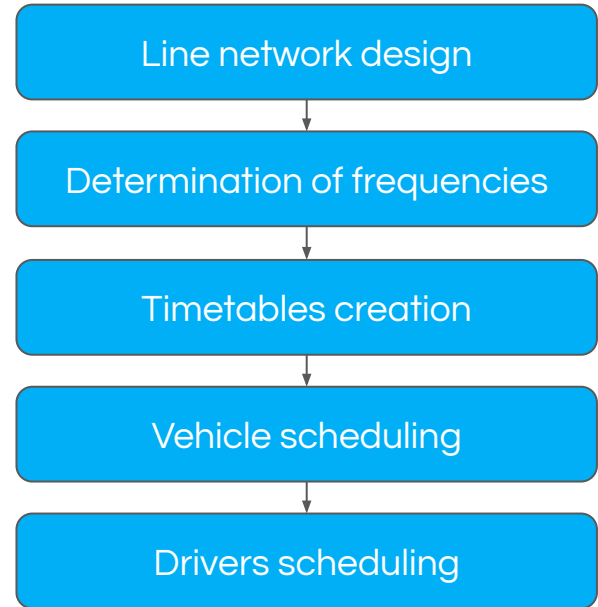 Line network design
Determination of frequencies
Timetables creation
Vehicle scheduling
Drivers scheduling